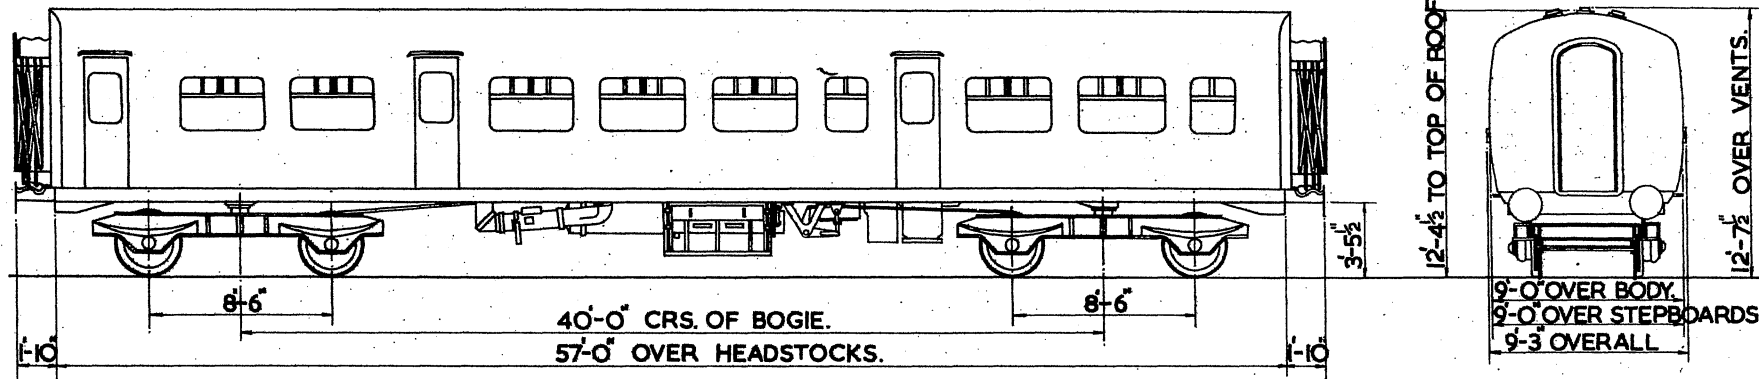 8'-6"
40'-0" CRS. OF BOGIE.
8'-6"
1'-10"
57'-0" OVER HEADSTOCKS.
1'-10"
3'-5½"
12'-4½" TO TOP OF ROOF
12'-7½" OVER VENTS.
9'-0" OVER BODY.
9'-0" OVER STEPBOARDS
9'-3" OVERALL